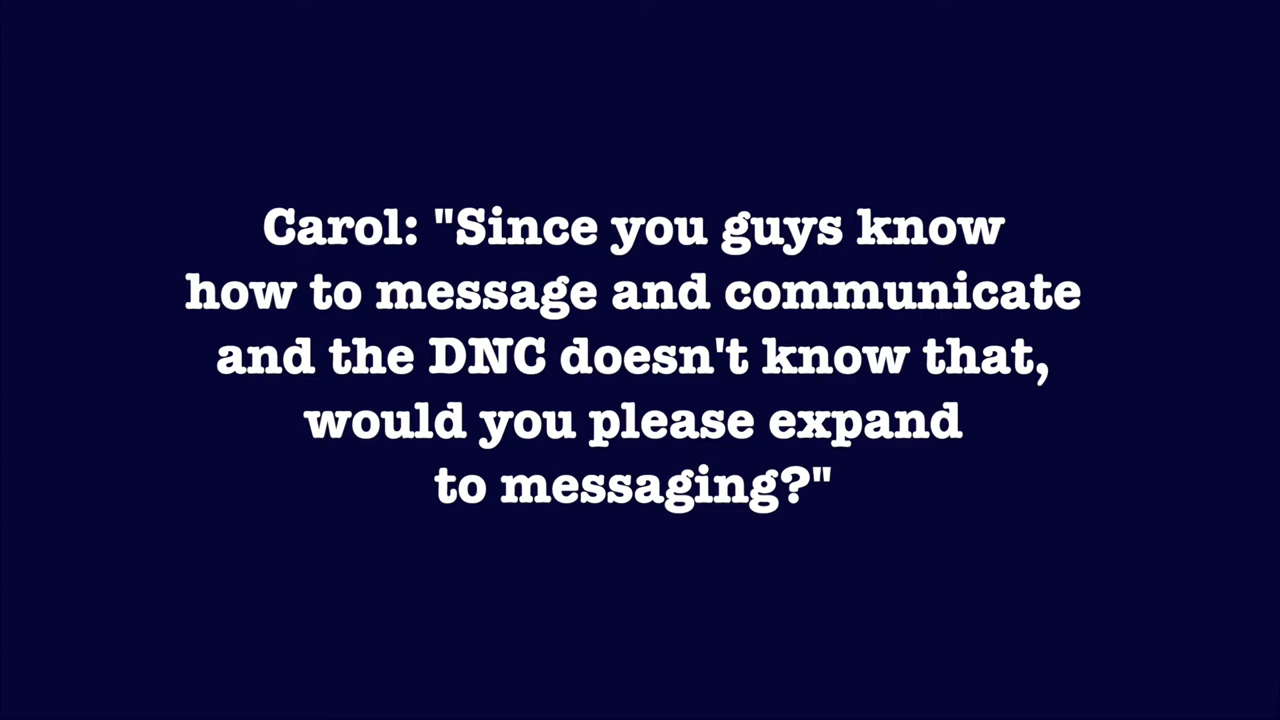 Carol: "Since you guys know
how to message and communicate
and the DNC doesn't know that,
would you please expand
to messaging?"